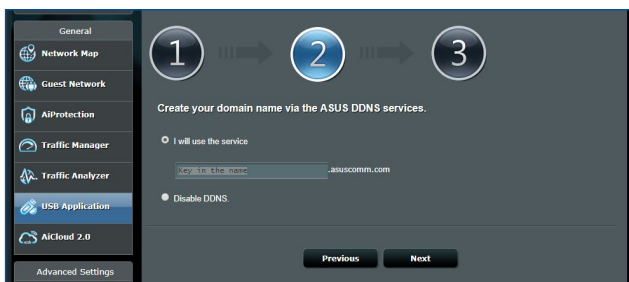 General
Network Map
Guest Network
AiProtection
Traffic Manager
Traffic Analyzer
USB Application
AiCloud 2.0
Advanced Settings
1
2
3
Create your domain name via the ASUS DDNS services.
I will use the service
Key in the name .asuscomm.com
Disable DDNS.
Previous Next